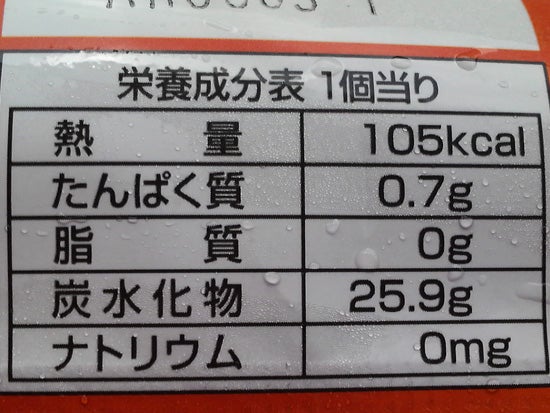 栄養成分表 1個当り
熱量 105kcal
たんぱく質 0.7g
脂質 0g
炭水化物 25.9g
ナトリウム 0mg